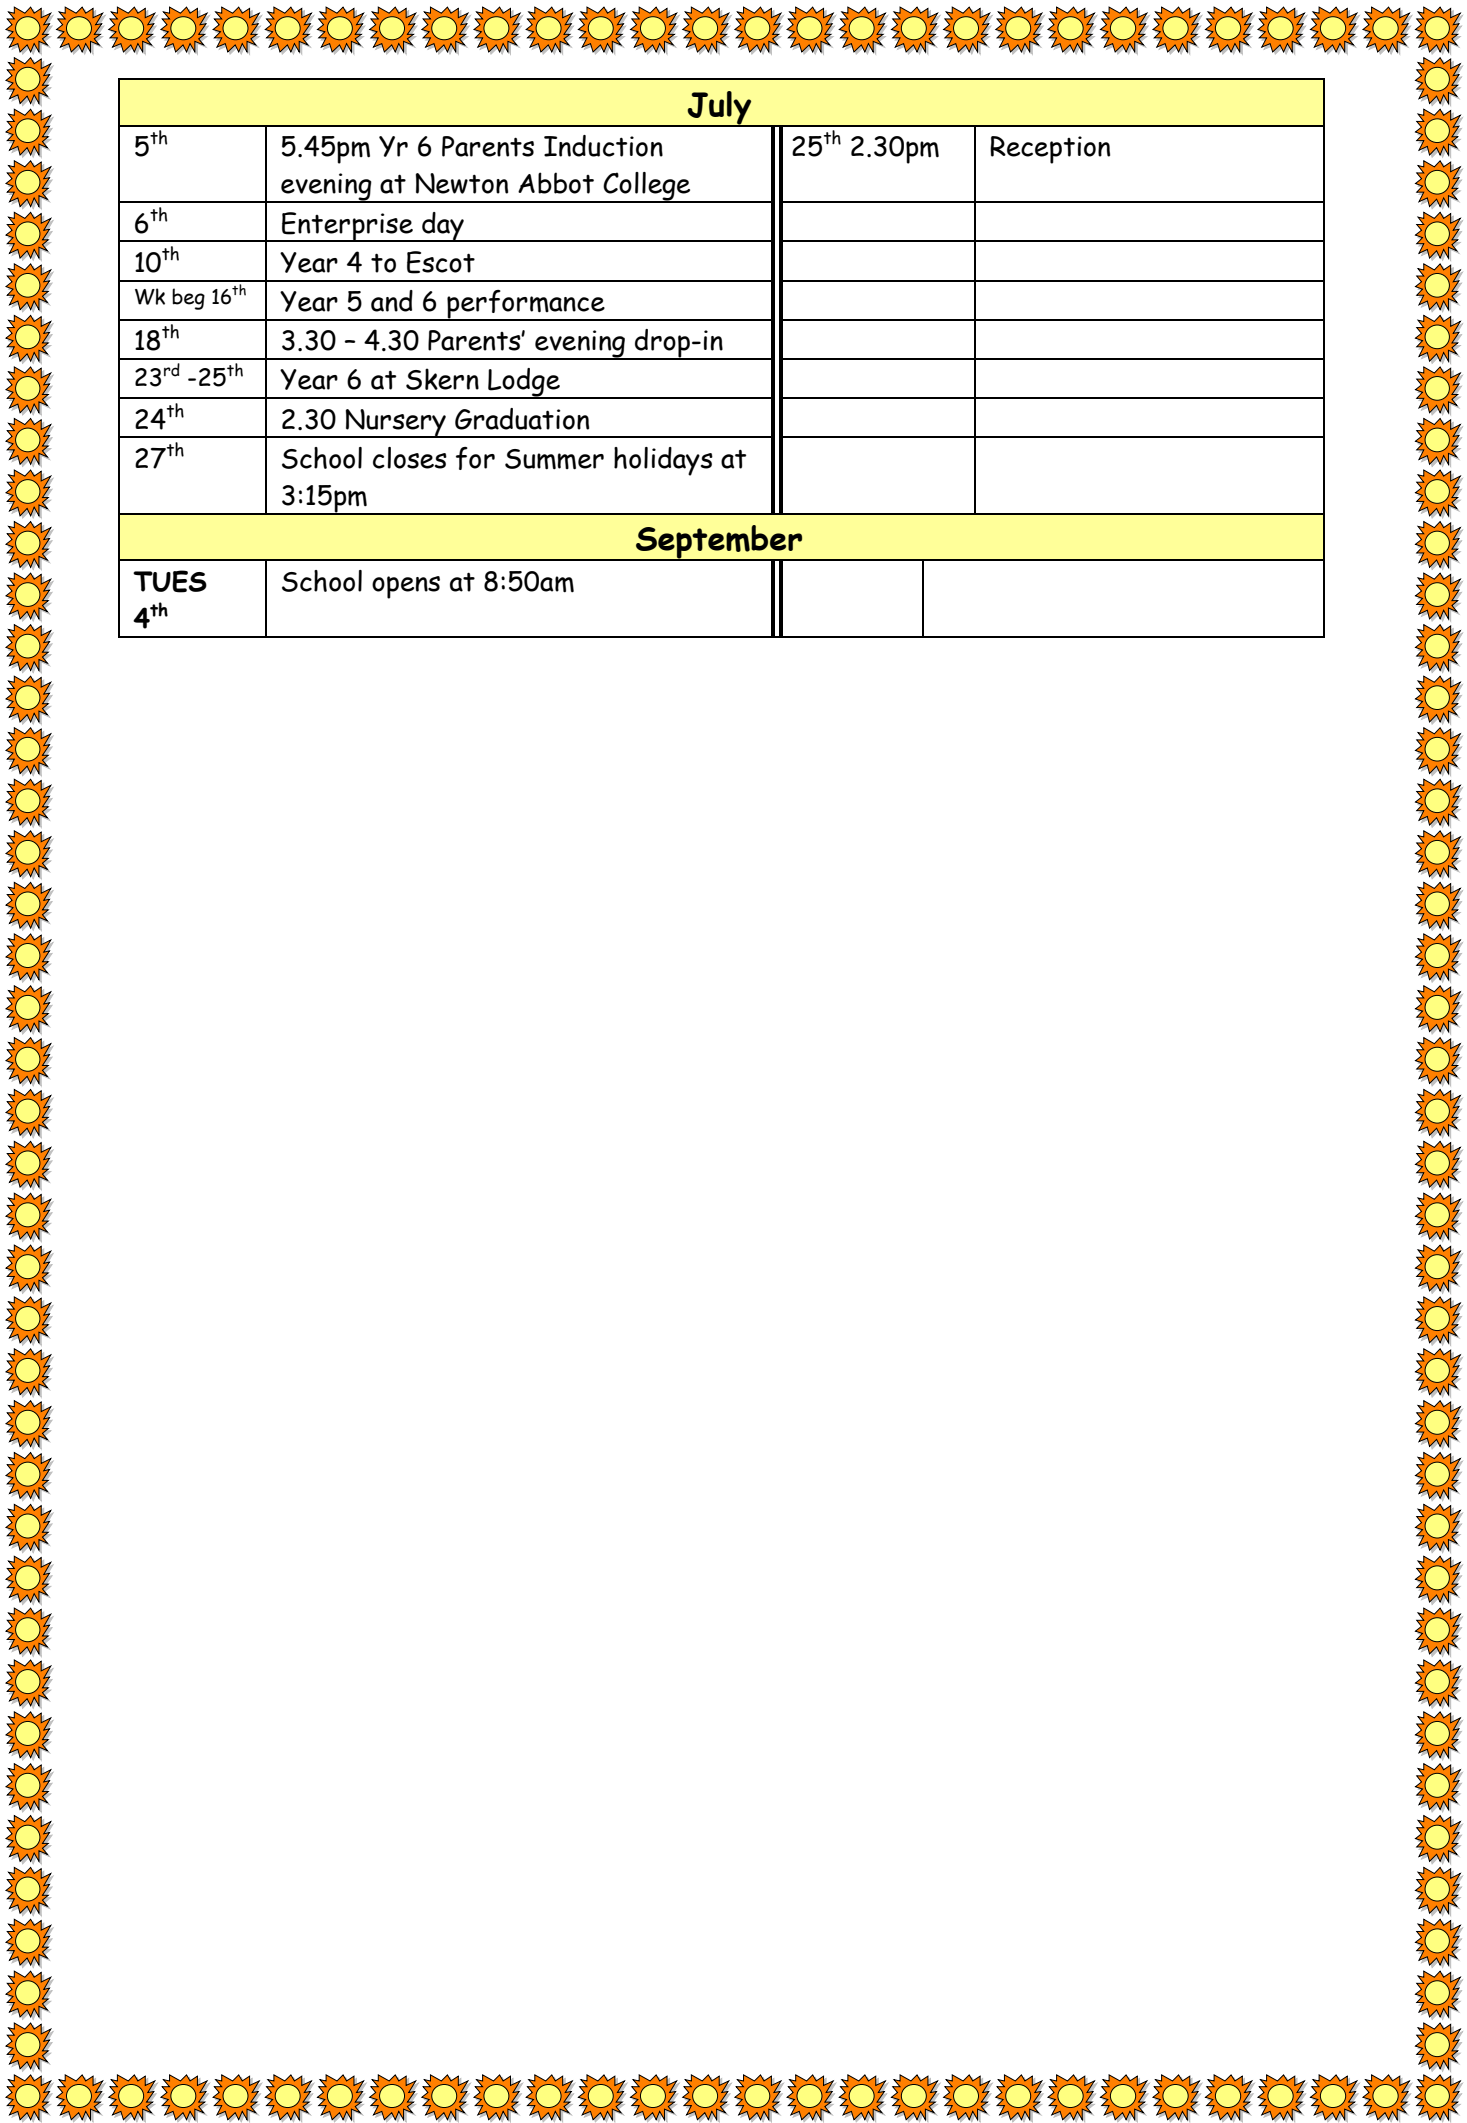 July
5th
5.45pm Yr 6 Parents Induction
evening at Newton Abbot College
25th 2.30pm
Reception
6th
Enterprise day
10th
Year 4 to Escot
Wk beg 16th
Year 5 and 6 performance
18th
3.30 – 4.30 Parents’ evening drop-in
23rd -25th
Year 6 at Skern Lodge
24th
2.30 Nursery Graduation
27th
School closes for Summer holidays at
3:15pm
September
TUES
4th
School opens at 8:50am